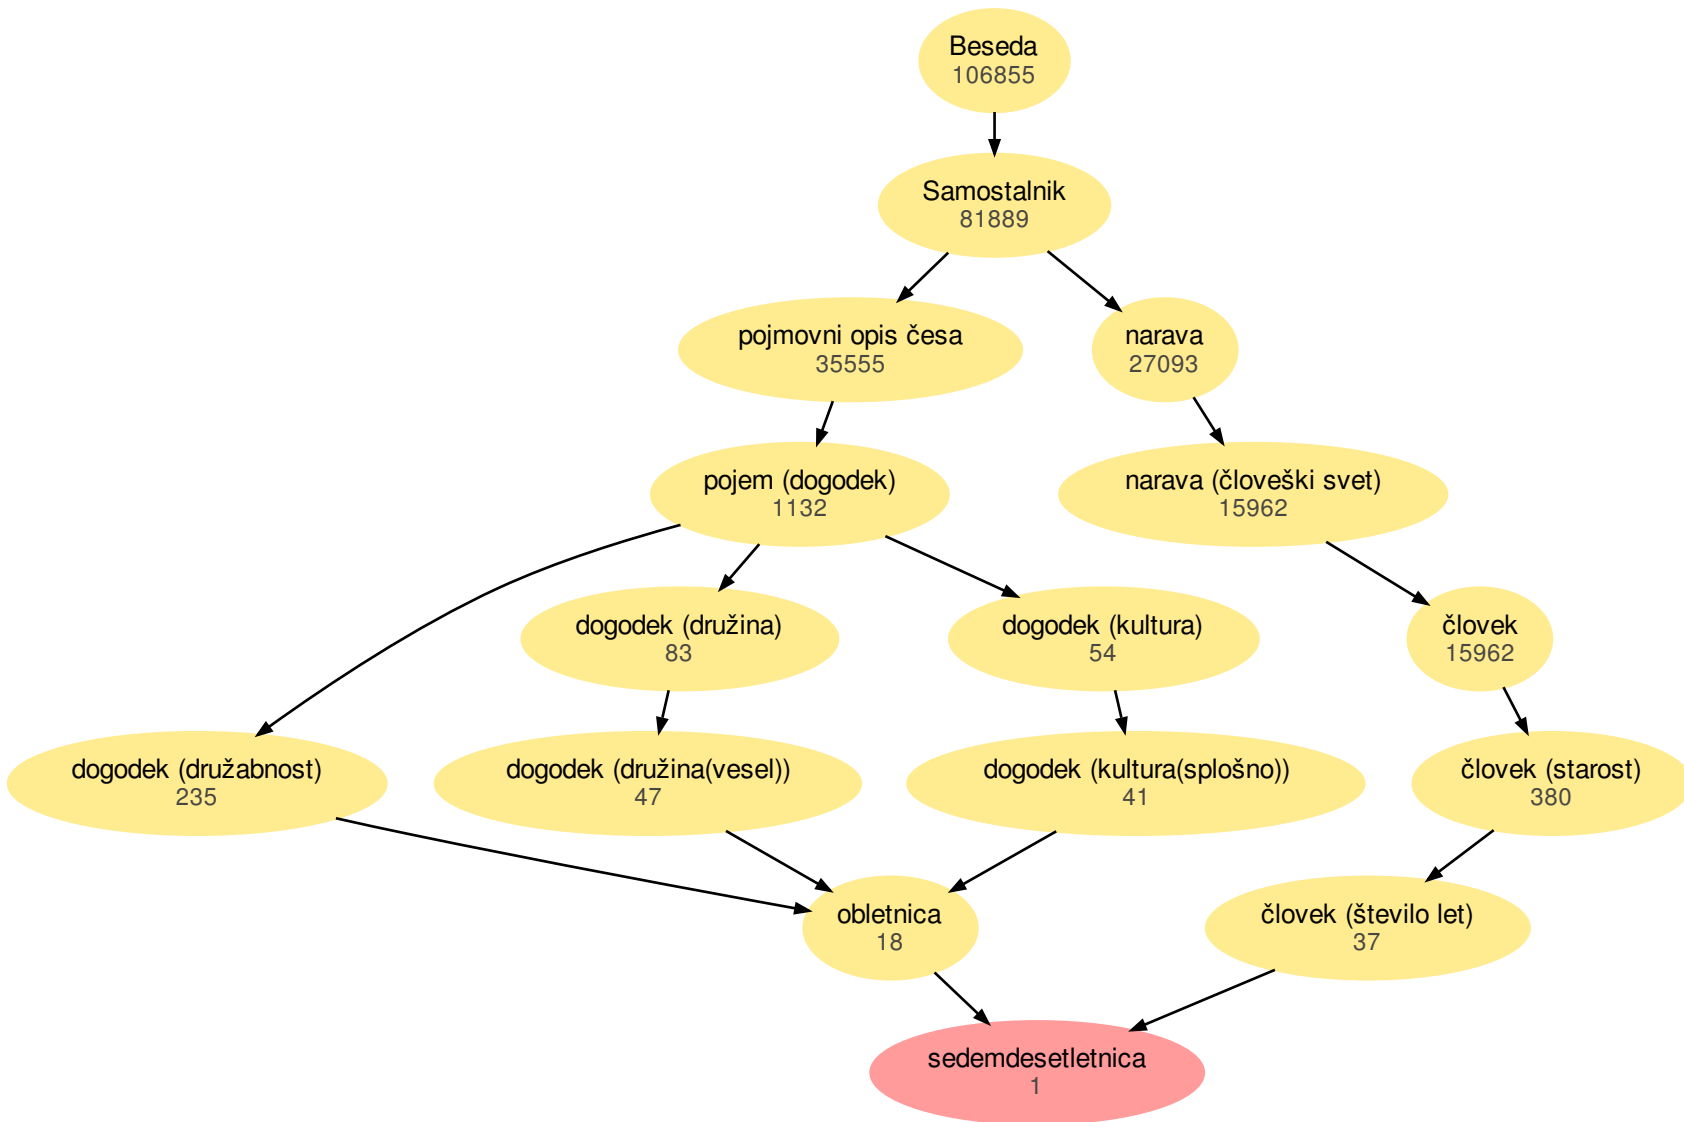 Beseda
106855
Samostalnik
81889
pojmovni opis česa
35555
narava
27093
pojem (dogodek)
1132
narava (človeški svet)
15962
dogodek (družina)
83
dogodek (kultura)
54
človek
15962
dogodek (družabnost)
235
dogodek (družina(vesel))
47
dogodek (kultura(splošno))
41
človek (starost)
380
obletnica
18
človek (število let)
37
sedemdesetletnica
1